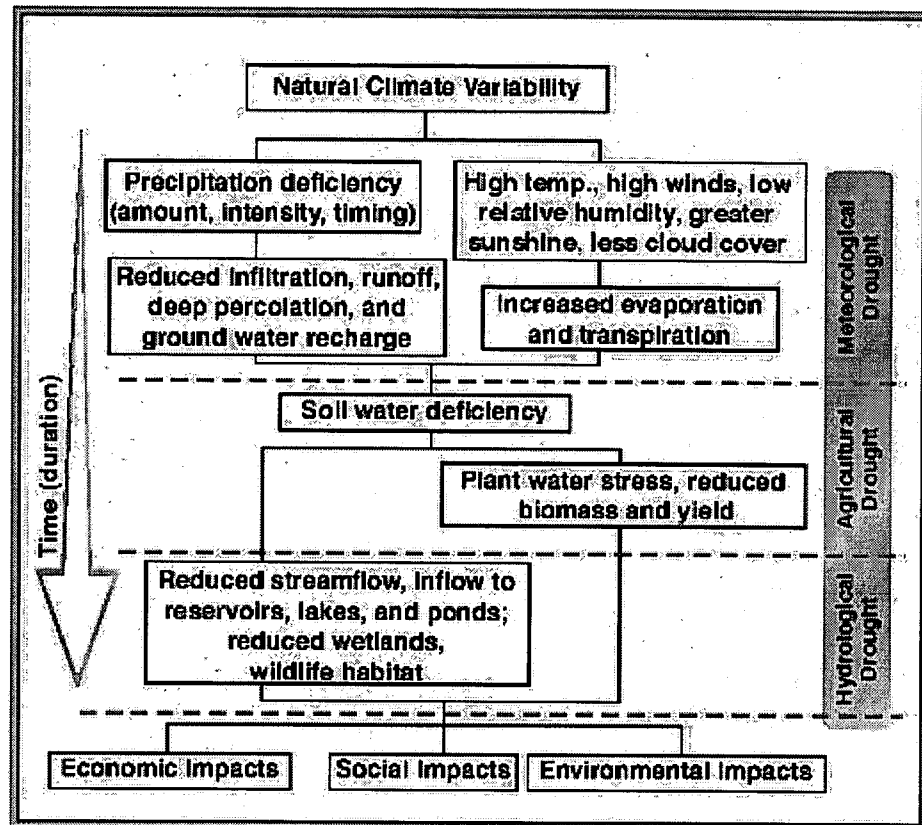 Natural Climate Variability
Precipitation deficiency
(amount, intensity, timing)
High temp., high winds, low
relative humidity, greater
sunshine, less cloud cover
Reduced infiltration, runoff,
deep percolation, and
ground water recharge
Increased evaporation
and transpiration
Meteorological
Drought
Soil water deficiency
Plant water stress, reduced
biomass and yield
Agricultural
Drought
Time (duration)
Reduced streamflow, inflow to
reservoirs, lakes, and ponds;
reduced wetlands,
wildlife habitat
Hydrological
Drought
Economic Impacts
Social Impacts
Environmental Impacts